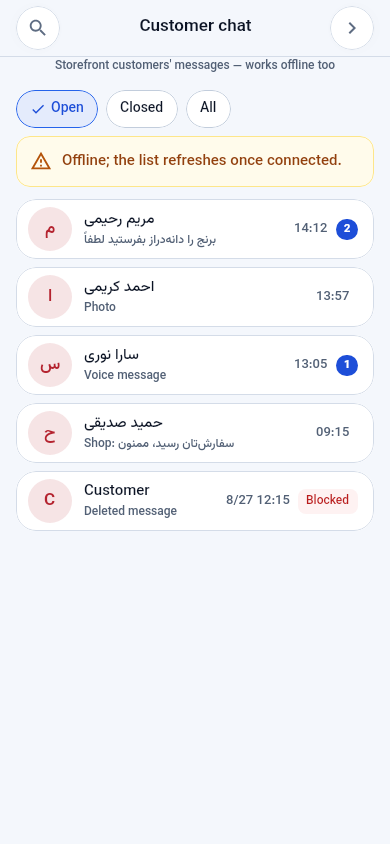 Customer chat
Storefront customers' messages — works offline too
Open
Closed
All
Offline; the list refreshes once connected.
م
مریم رحیمی
14:12
2
برنج را دانه‌دراز بفرستید لطفاً
ا
احمد کریمی
13:57
Photo
س
سارا نوری
13:05
1
Voice message
ح
حمید صدیقی
09:15
Shop: سفارش‌تان رسید، ممنون
C
Customer
8/27 12:15
Blocked
Deleted message